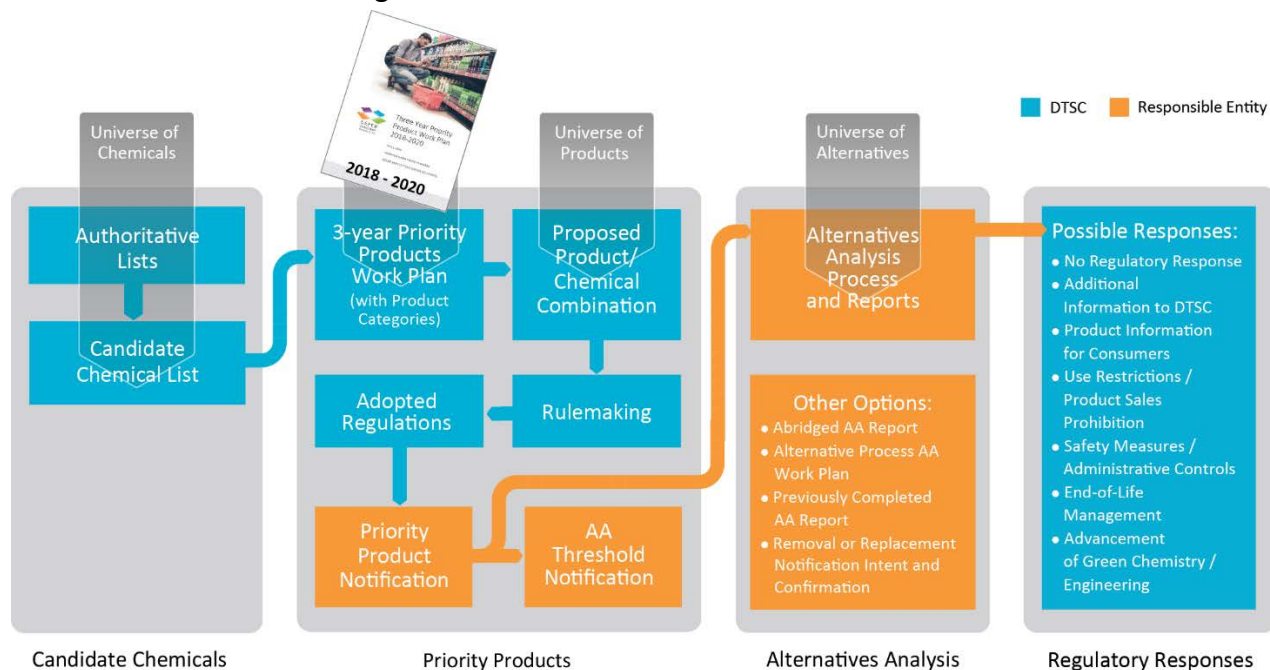 Three Year Priority
Product Work Plan
2018-2020
2018 - 2020
DTSC
Responsible Entity
Universe of
Chemicals
Universe of
Products
Universe of
Alternatives
Authoritative
Lists
Candidate
Chemical List
3-year Priority
Products
Work Plan
(with Product
Categories)
Proposed
Product/
Chemical
Combination
Adopted
Regulations
Rulemaking
Priority
Product
Notification
AA
Threshold
Notification
Alternatives
Analysis
Process
and Reports
Other Options:
• Abridged AA Report
• Alternative Process AA
Work Plan
• Previously Completed
AA Report
• Removal or Replacement
Notification Intent and
Confirmation
Possible Responses:
• No Regulatory Response
• Additional
Information to DTSC
• Product Information
for Consumers
• Use Restrictions /
Product Sales
Prohibition
• Safety Measures /
Administrative Controls
• End-of-Life
Management
• Advancement
of Green Chemistry /
Engineering
Candidate Chemicals
Priority Products
Alternatives Analysis
Regulatory Responses